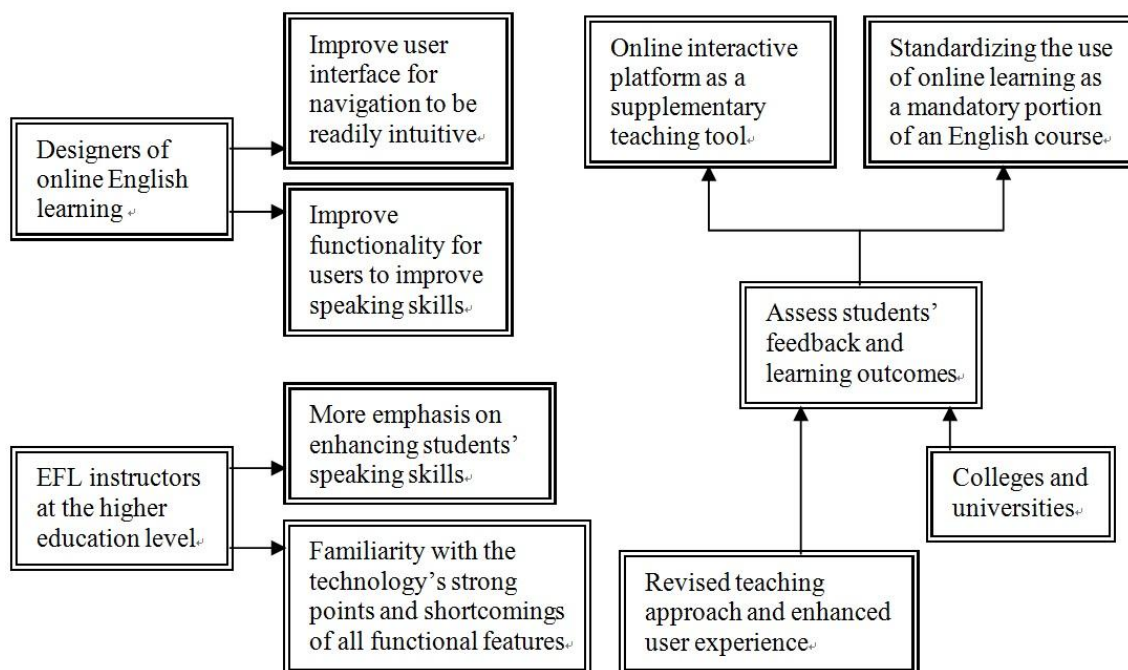 Improve user
interface for
navigation to be
readily intuitive
Designers of
online English
learning
Improve
functionality for
users to improve
speaking skills
More emphasis on
enhancing students’
speaking skills
EFL instructors
at the higher
education level
Familiarity with the
technology’s strong
points and shortcomings
of all functional features
Online interactive
platform as a
supplementary
teaching tool
Standardizing the use
of online learning as
a mandatory portion
of an English course
Assess students’
feedback and
learning outcomes
Colleges and
universities
Revised teaching
approach and enhanced
user experience